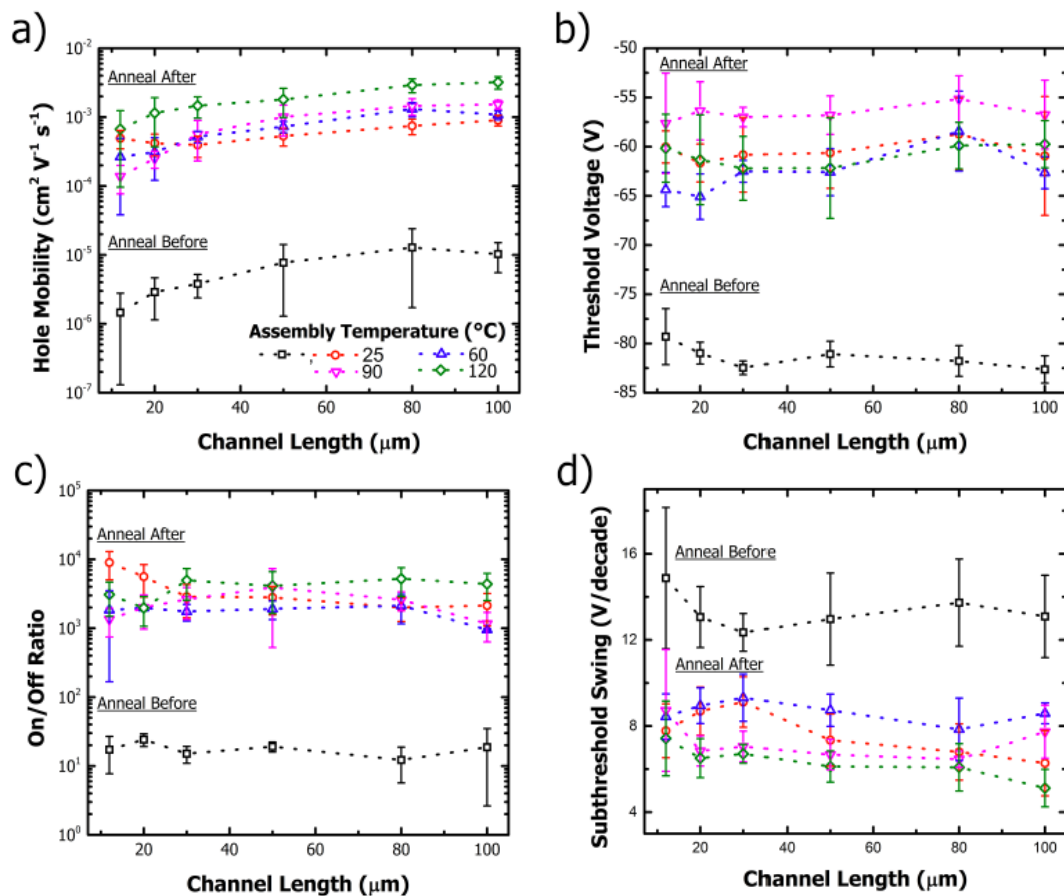 a)
Hole Mobility (cm² V⁻¹ s⁻¹)
10⁻²
10⁻³
10⁻⁴
10⁻⁵
10⁻⁶
10⁻⁷
Anneal After
Anneal Before
Assembly Temperature (°C)
25 60
90 120
20 40 60 80 100
Channel Length (μm)
b)
Threshold Voltage (V)
-50
-55
-60
-65
-70
-75
-80
-85
Anneal After
Anneal Before
20 40 60 80 100
Channel Length (μm)
c)
On/Off Ratio
10⁵
10⁴
10³
10²
10¹
10⁰
Anneal After
Anneal Before
20 40 60 80 100
Channel Length (μm)
d)
Subthreshold Swing (V/decade)
16
12
8
4
Anneal Before
Anneal After
20 40 60 80 100
Channel Length (μm)